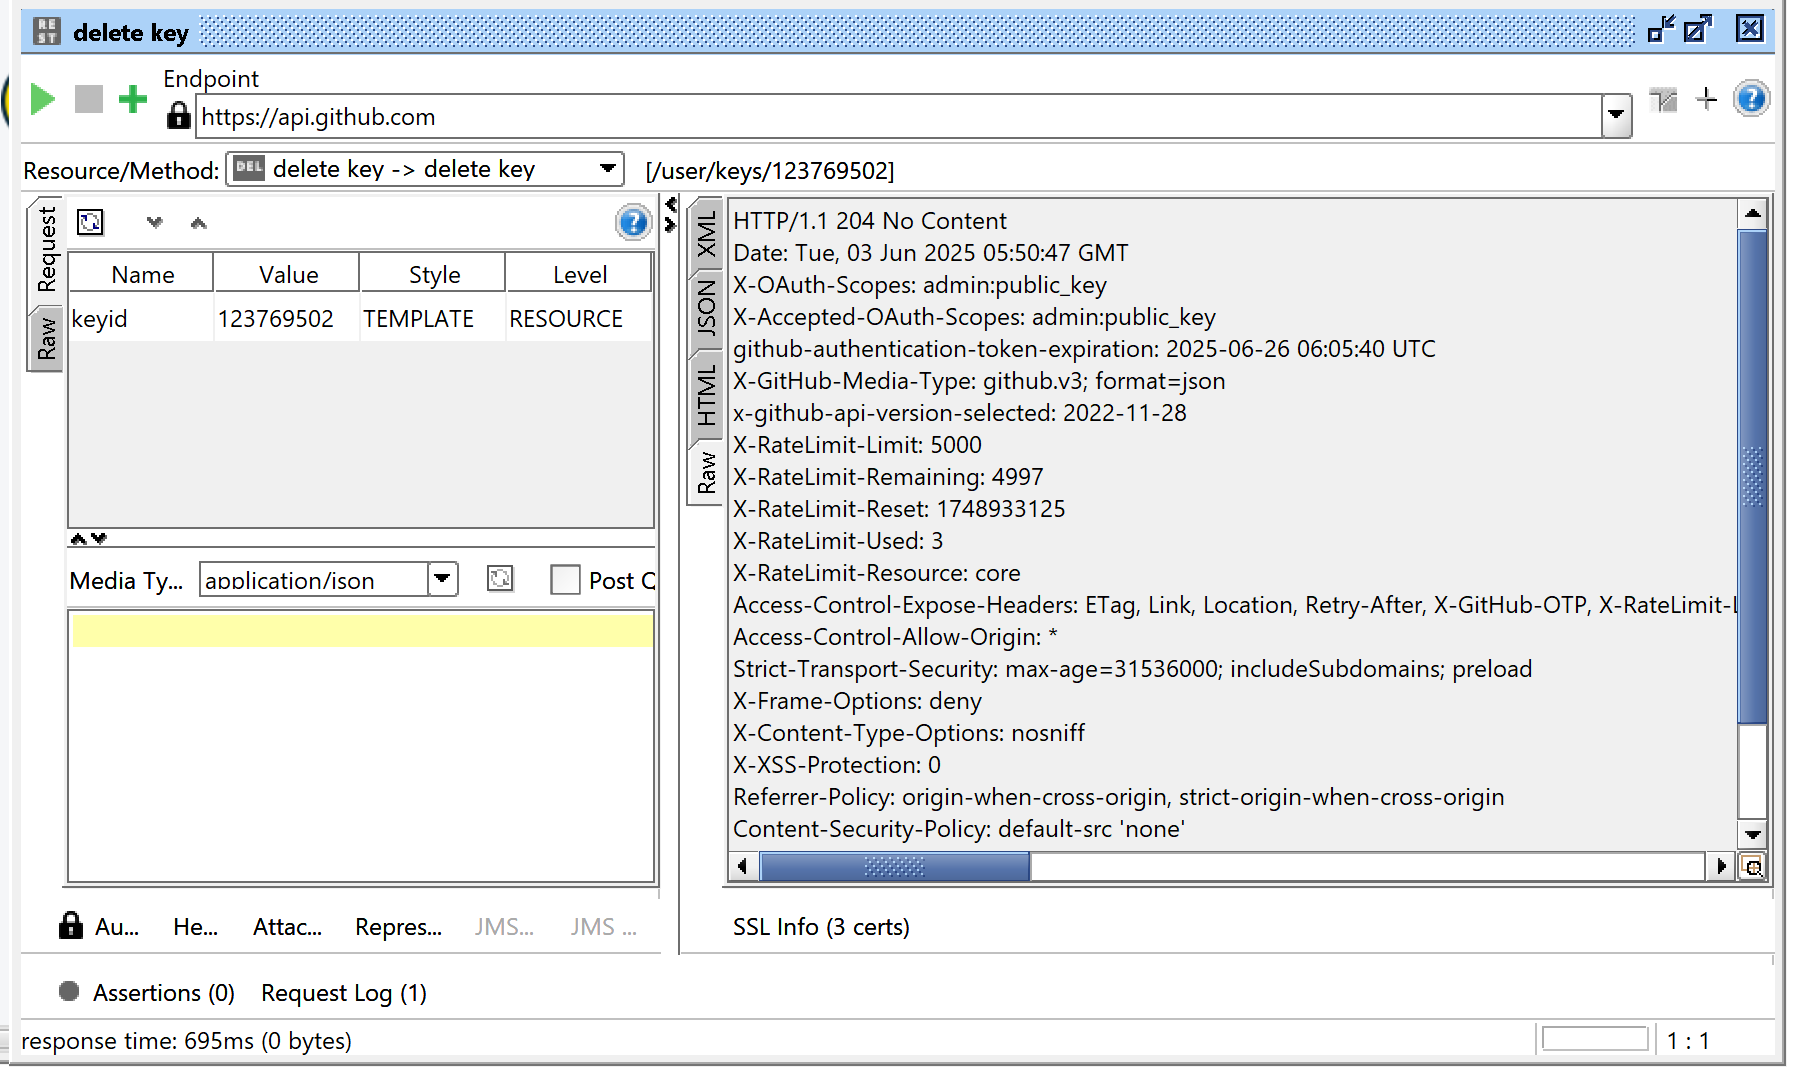 REST delete key
Endpoint
https://api.github.com
Resource/Method: DEL delete key -> delete key [/user/keys/123769502]
Request
Raw
Name Value Style Level
keyid 123769502 TEMPLATE RESOURCE
Media Ty... application/json Post Q
Au... He... Attac... Repres... JMS... JMS ...
XML
JSON
HTML
Raw
HTTP/1.1 204 No Content
Date: Tue, 03 Jun 2025 05:50:47 GMT
X-OAuth-Scopes: admin:public_key
X-Accepted-OAuth-Scopes: admin:public_key
github-authentication-token-expiration: 2025-06-26 06:05:40 UTC
X-GitHub-Media-Type: github.v3; format=json
x-github-api-version-selected: 2022-11-28
X-RateLimit-Limit: 5000
X-RateLimit-Remaining: 4997
X-RateLimit-Reset: 1748933125
X-RateLimit-Used: 3
X-RateLimit-Resource: core
Access-Control-Expose-Headers: ETag, Link, Location, Retry-After, X-GitHub-OTP, X-RateLimit-L
Access-Control-Allow-Origin: *
Strict-Transport-Security: max-age=31536000; includeSubdomains; preload
X-Frame-Options: deny
X-Content-Type-Options: nosniff
X-XSS-Protection: 0
Referrer-Policy: origin-when-cross-origin, strict-origin-when-cross-origin
Content-Security-Policy: default-src 'none'
SSL Info (3 certs)
Assertions (0) Request Log (1)
response time: 695ms (0 bytes) 1 : 1